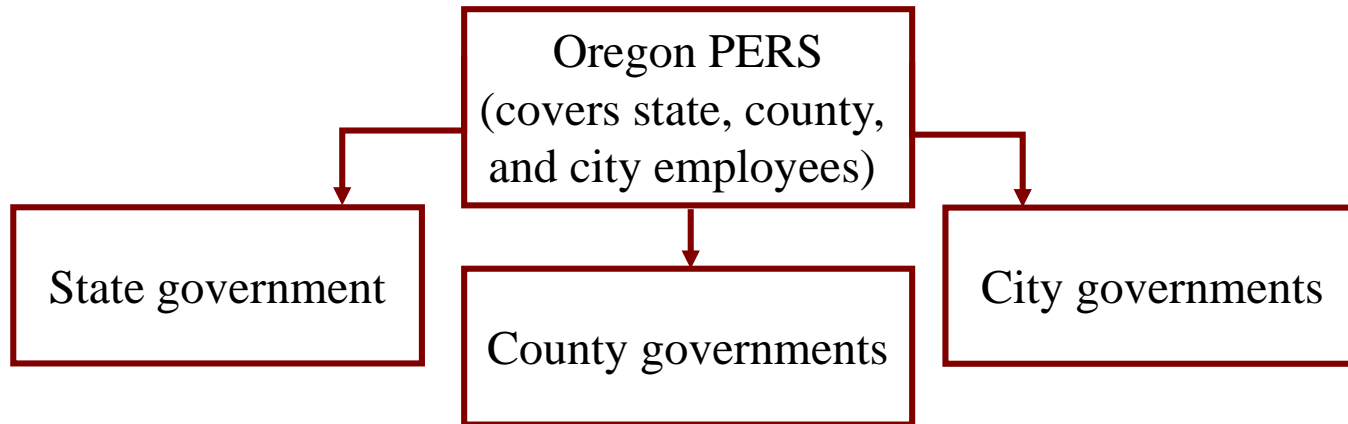 Oregon PERS
(covers state, county,
and city employees)
State government
County governments
City governments